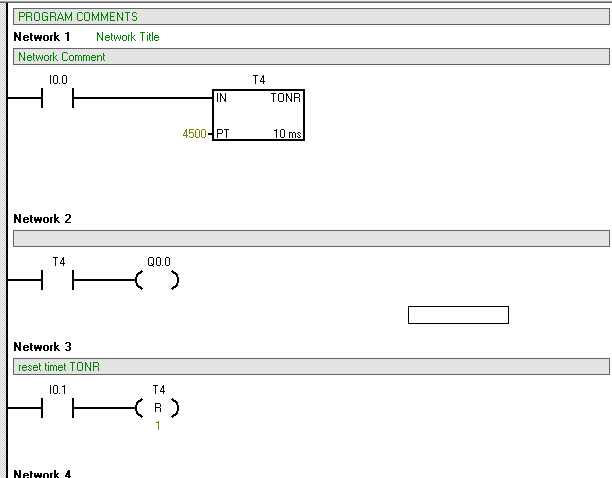 PROGRAM COMMENTS
Network 1 Network Title
Network Comment
I0.0 T4
IN TONR
4500 PT 10 ms
Network 2
T4 Q0.0
Network 3
reset timet TONR
I0.1 T4
R
1
Network 4